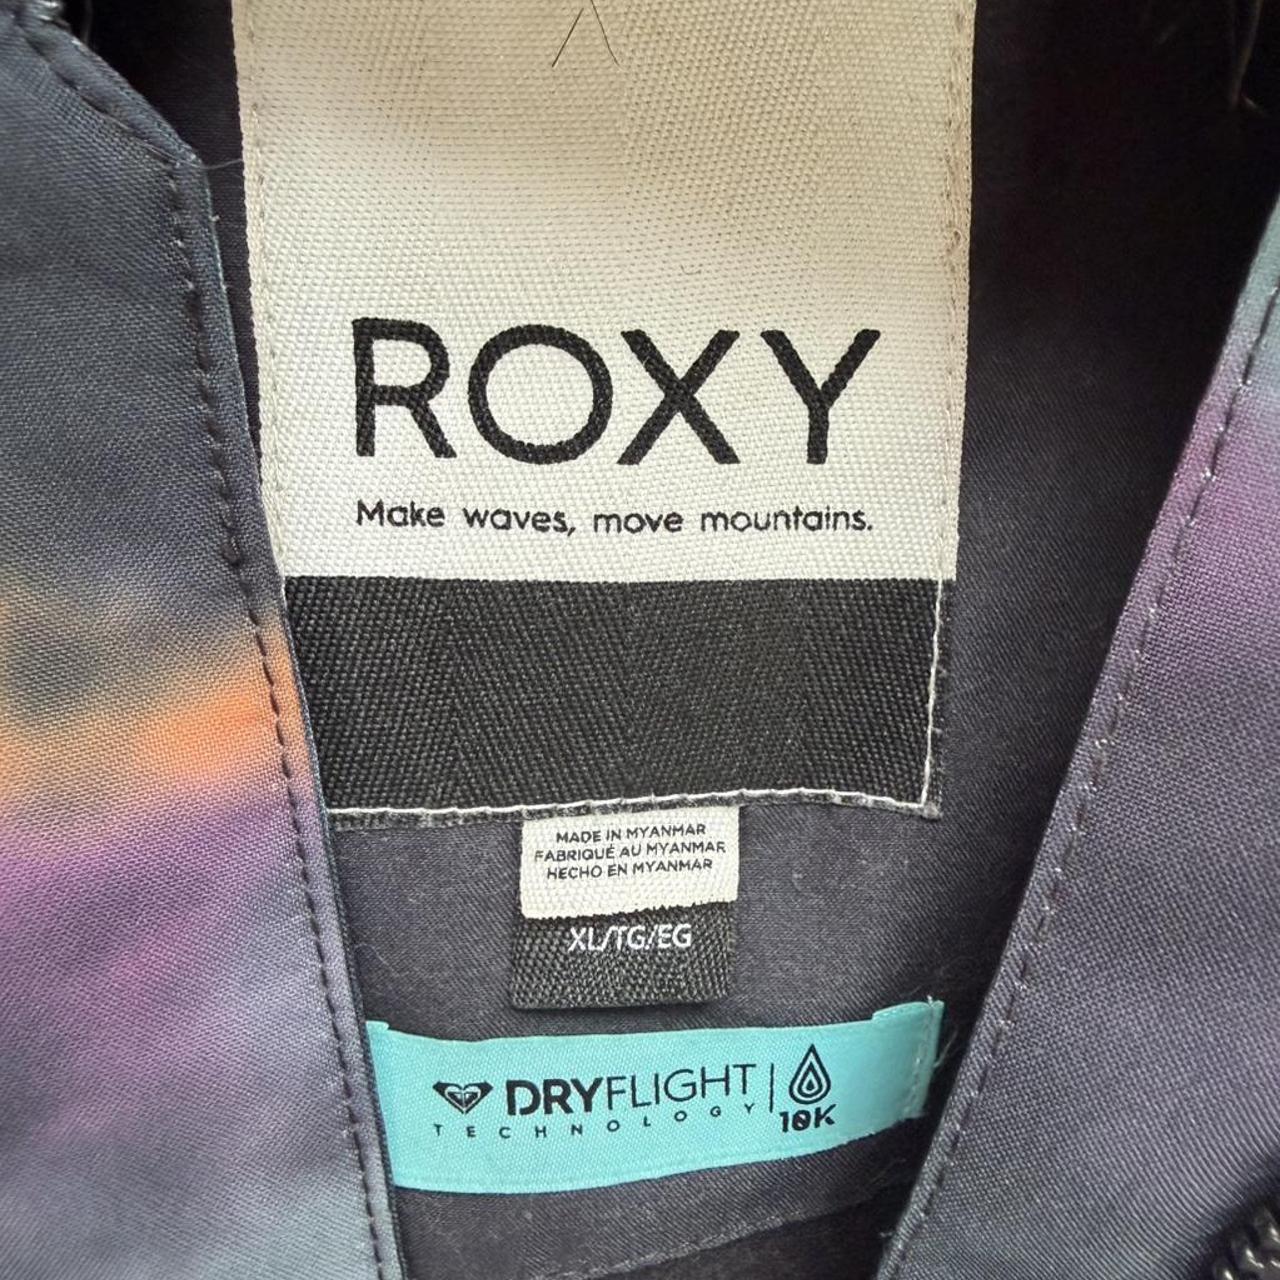 ROXY
Make waves, move mountains.
MADE IN MYANMAR
FABRIQUÉ AU MYANMAR
HECHO EN MYANMAR
XL/TG/EG
DRYFLIGHT
TECHNOLOGY
10K